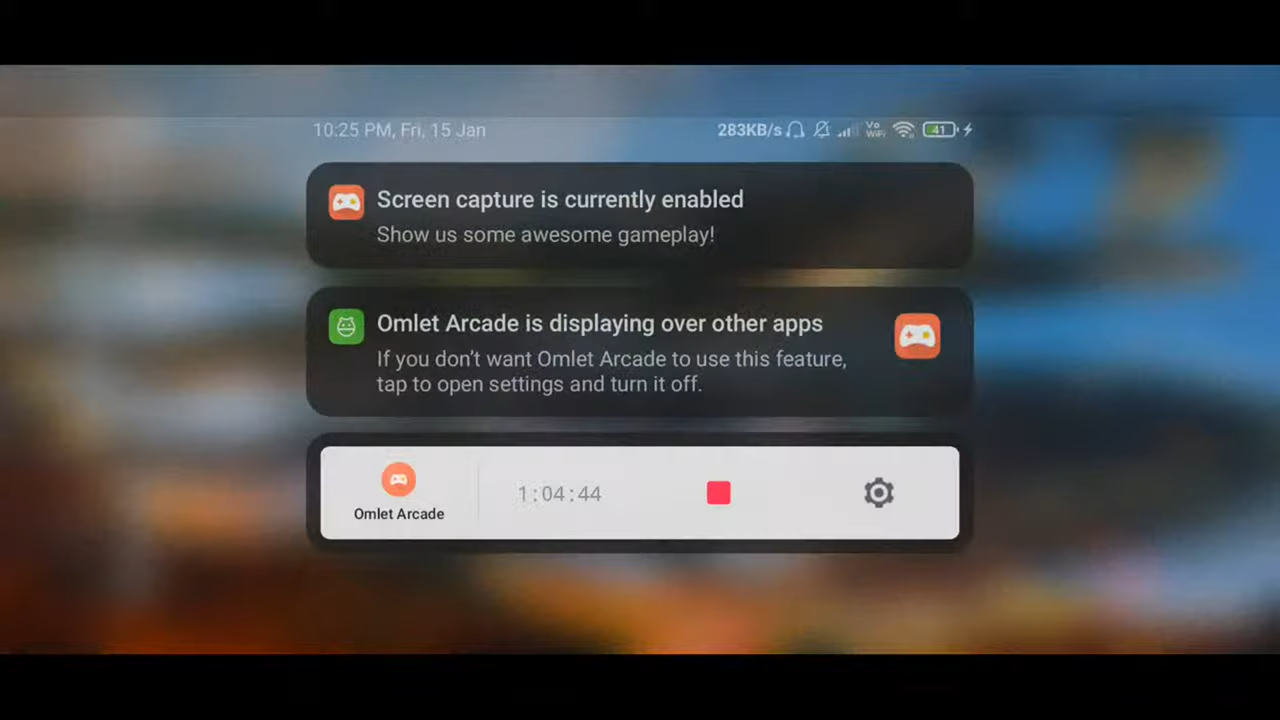 10:25 PM, Fri, 15 Jan
283KB/s Vo WiFi 41
Screen capture is currently enabled
Show us some awesome gameplay!
Omlet Arcade is displaying over other apps
If you don’t want Omlet Arcade to use this feature,
tap to open settings and turn it off.
Omlet Arcade
1:04:44